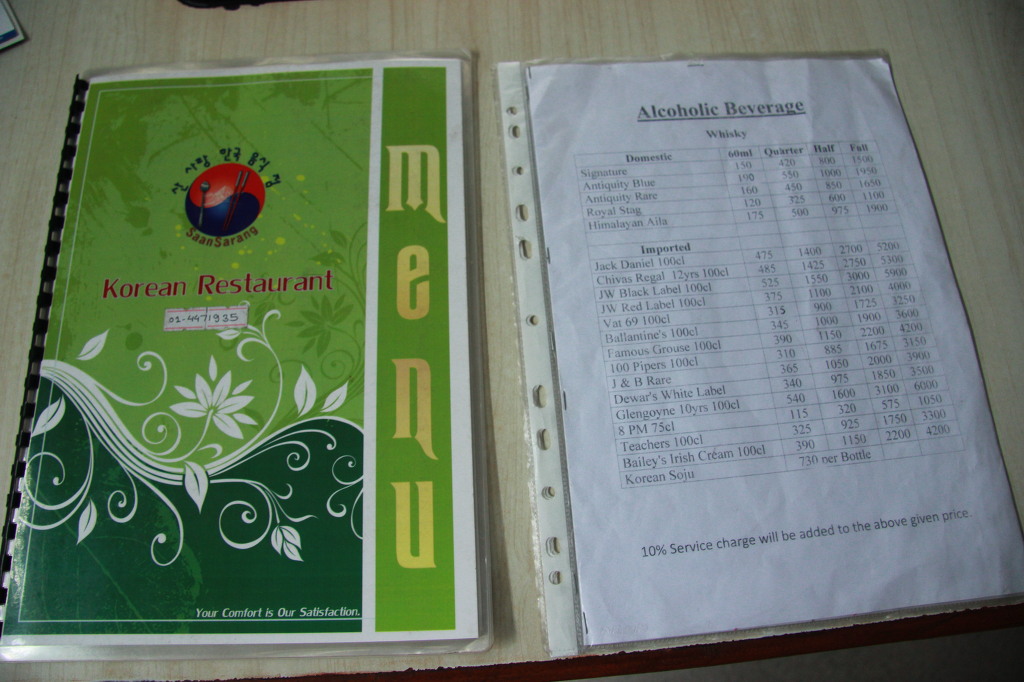 산 사랑 한국 음식 점
SaanSarang
Korean Restaurant
01-4471935
Your Comfort is Our Satisfaction.
menu
Alcoholic Beverage
Whisky
Domestic 60ml Quarter Half Full
Signature 150 420 800 1500
Antiquity Blue 190 550 1000 1950
Antiquity Rare 160 450 850 1650
Royal Stag 120 325 600 1100
Himalayan Aila 175 500 975 1900
Imported
Jack Daniel 100cl 475 1400 2700 5200
Chivas Regal 12yrs 100cl 485 1425 2750 5300
JW Black Label 100cl 525 1550 3000 5900
JW Red Label 100cl 375 1100 2100 4000
Vat 69 100cl 315 900 1725 3250
Ballantine's 100cl 345 1000 1900 3600
Famous Grouse 100cl 390 1150 2200 4200
100 Pipers 100cl 310 885 1675 3150
J & B Rare 365 1050 2000 3900
Dewar's White Label 340 975 1850 3500
Glengoyne 10yrs 100cl 540 1600 3100 6000
8 PM 75cl 115 320 575 1050
Teachers 100cl 325 925 1750 3300
Bailey's Irish Cream 100cl 390 1150 2200 4200
Korean Soju 730 per Bottle
10% Service charge will be added to the above given price.